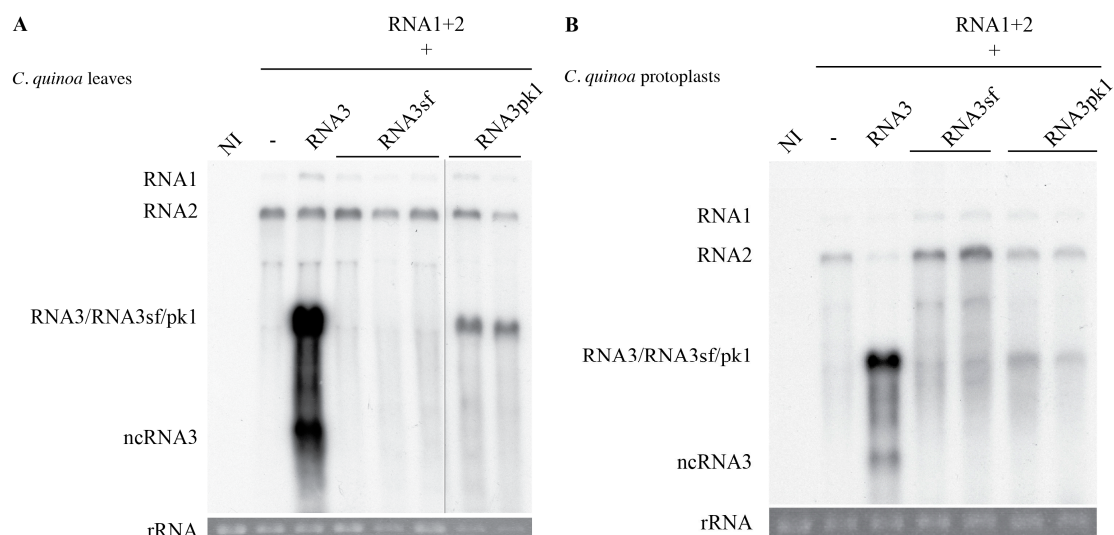 A
RNA1+2
+
C. quinoa leaves
NI
-
RNA3
RNA3sf
RNA3pk1
RNA1
RNA2
RNA3/RNA3sf/pk1
ncRNA3
rRNA
B
RNA1+2
+
C. quinoa protoplasts
NI
-
RNA3
RNA3sf
RNA3pk1
RNA1
RNA2
RNA3/RNA3sf/pk1
ncRNA3
rRNA